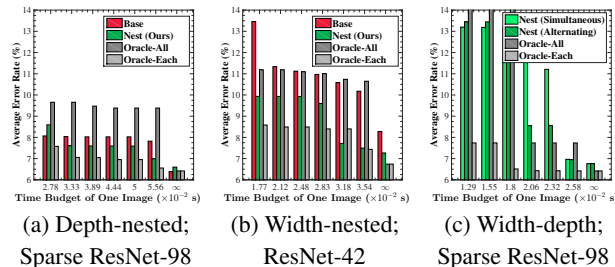 14
13
12
11
10
9
8
7
6
Average Error Rate (%)
Base
Nest (Ours)
Oracle-All
Oracle-Each
2.78 3.33 3.89 4.44 5 5.56 ∞
Time Budget of One Image (×10⁻² s)
(a) Depth-nested;
Sparse ResNet-98
14
13
12
11
10
9
8
7
6
Average Error Rate (%)
Base
Nest (Ours)
Oracle-All
Oracle-Each
1.77 2.12 2.48 2.83 3.18 3.54 ∞
Time Budget of One Image (×10⁻² s)
(b) Width-nested;
ResNet-42
14
13
12
11
10
9
8
7
6
Average Error Rate (%)
Nest (Simultaneous)
Nest (Alternating)
Oracle-All
Oracle-Each
1.29 1.55 1.8 2.06 2.32 2.58 ∞
Time Budget of One Image (×10⁻² s)
(c) Width-depth;
Sparse ResNet-98